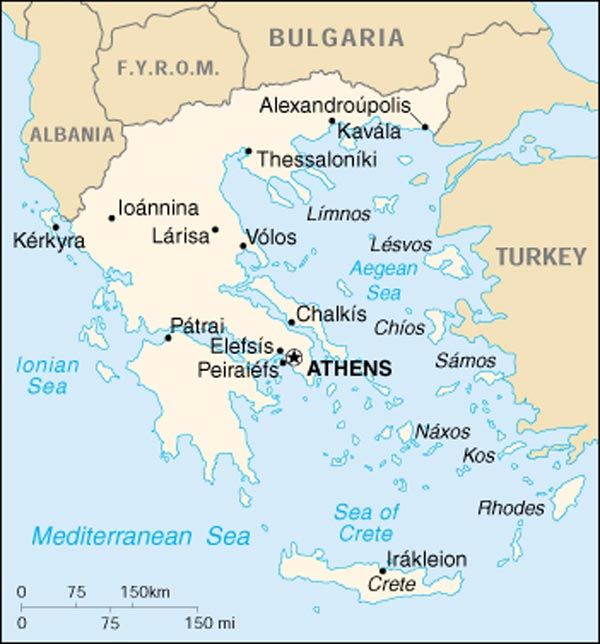 BULGARIA
F.Y.R.O.M.
Alexandroúpolis
ALBANIA
Kavála
Thessaloníki
Ioánnina
Límnos
Kérkyra
Lárisa
Vólos
Lésvos
TURKEY
Aegean
Sea
Chalkís
Pátrai
Chíos
Elefsís
Ionian
Sea
Peiraiéfs
ATHENS
Sámos
Náxos
Kos
Rhodes
Sea of
Crete
Mediterranean Sea
Irákleion
Crete
0 75 150km
0 75 150 mi